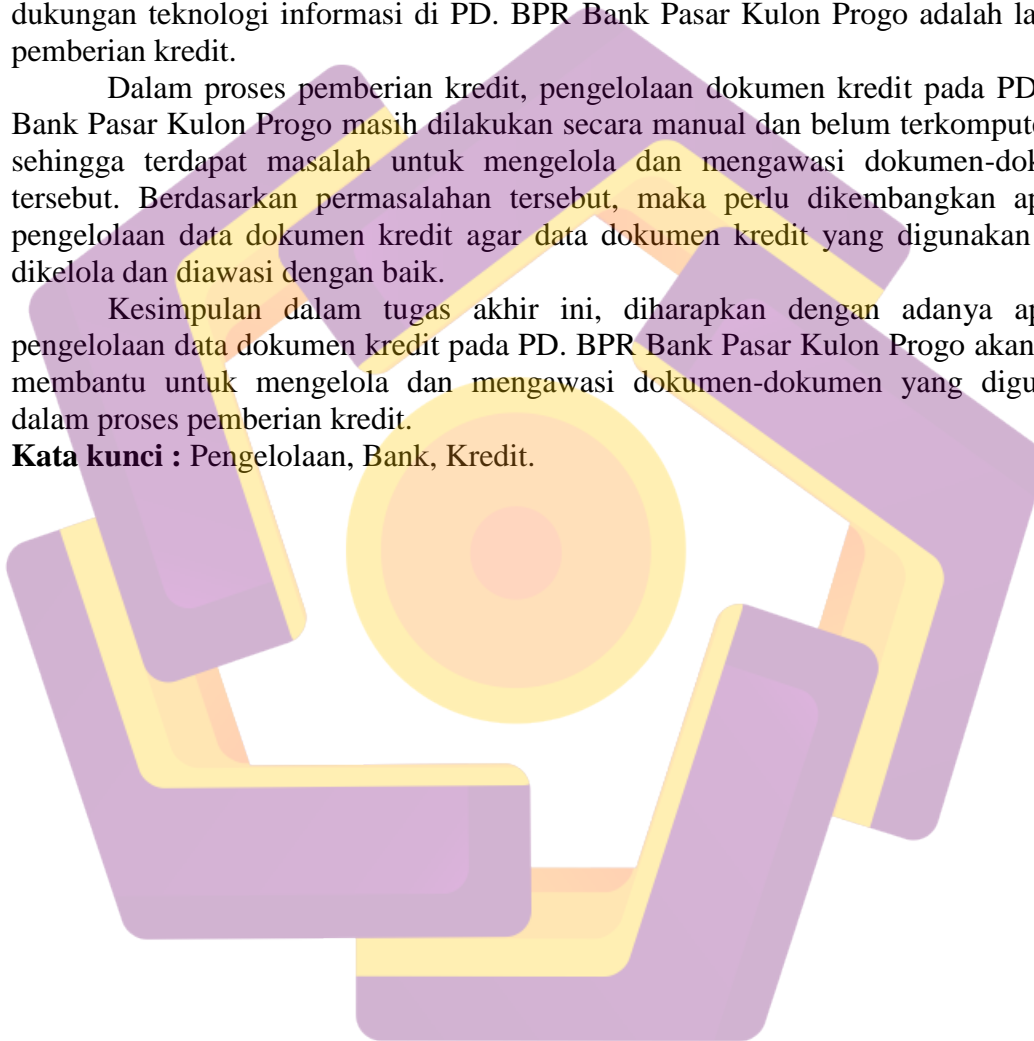 dukungan teknologi informasi di PD. BPR Bank Pasar Kulon Progo adalah la
pemberian kredit.
Dalam proses pemberian kredit, pengelolaan dokumen kredit pada PD
Bank Pasar Kulon Progo masih dilakukan secara manual dan belum terkompute
sehingga terdapat masalah untuk mengelola dan mengawasi dokumen-dok
tersebut. Berdasarkan permasalahan tersebut, maka perlu dikembangkan ap
pengelolaan data dokumen kredit agar data dokumen kredit yang digunakan
dikelola dan diawasi dengan baik.
Kesimpulan dalam tugas akhir ini, diharapkan dengan adanya ap
pengelolaan data dokumen kredit pada PD. BPR Bank Pasar Kulon Progo akan
membantu untuk mengelola dan mengawasi dokumen-dokumen yang digu
dalam proses pemberian kredit.
Kata kunci : Pengelolaan, Bank, Kredit.